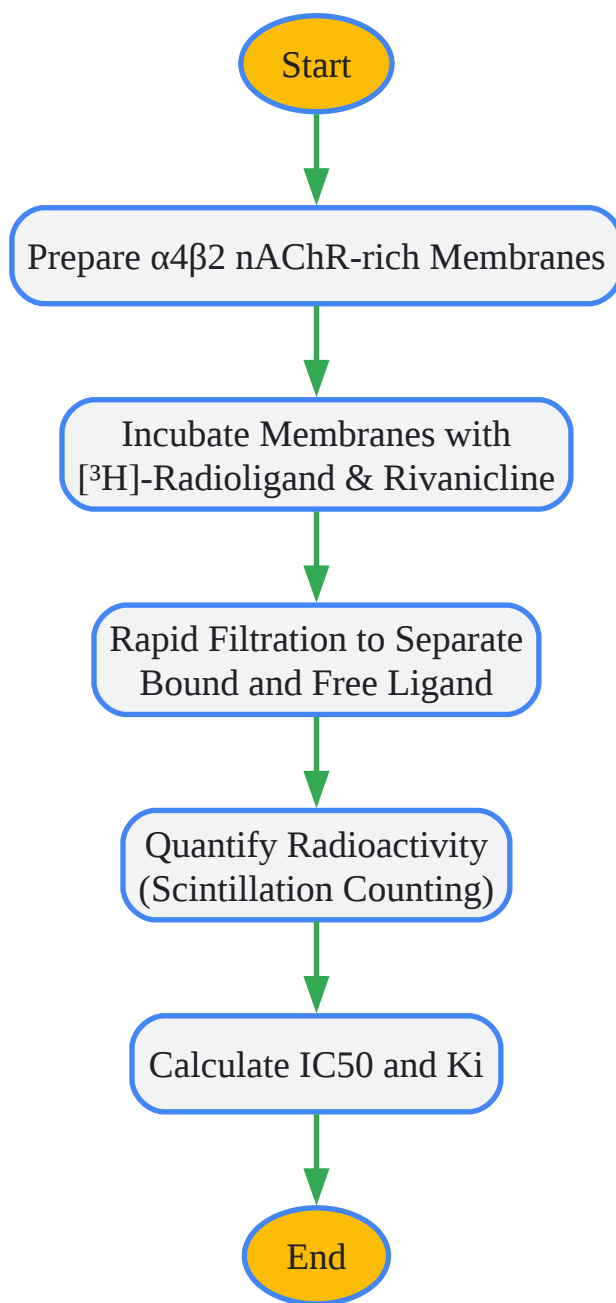 Start
Prepare α4β2 nAChR-rich Membranes
Incubate Membranes with
[³H]-Radioligand & Rivanicline
Rapid Filtration to Separate
Bound and Free Ligand
Quantify Radioactivity
(Scintillation Counting)
Calculate IC50 and Ki
End